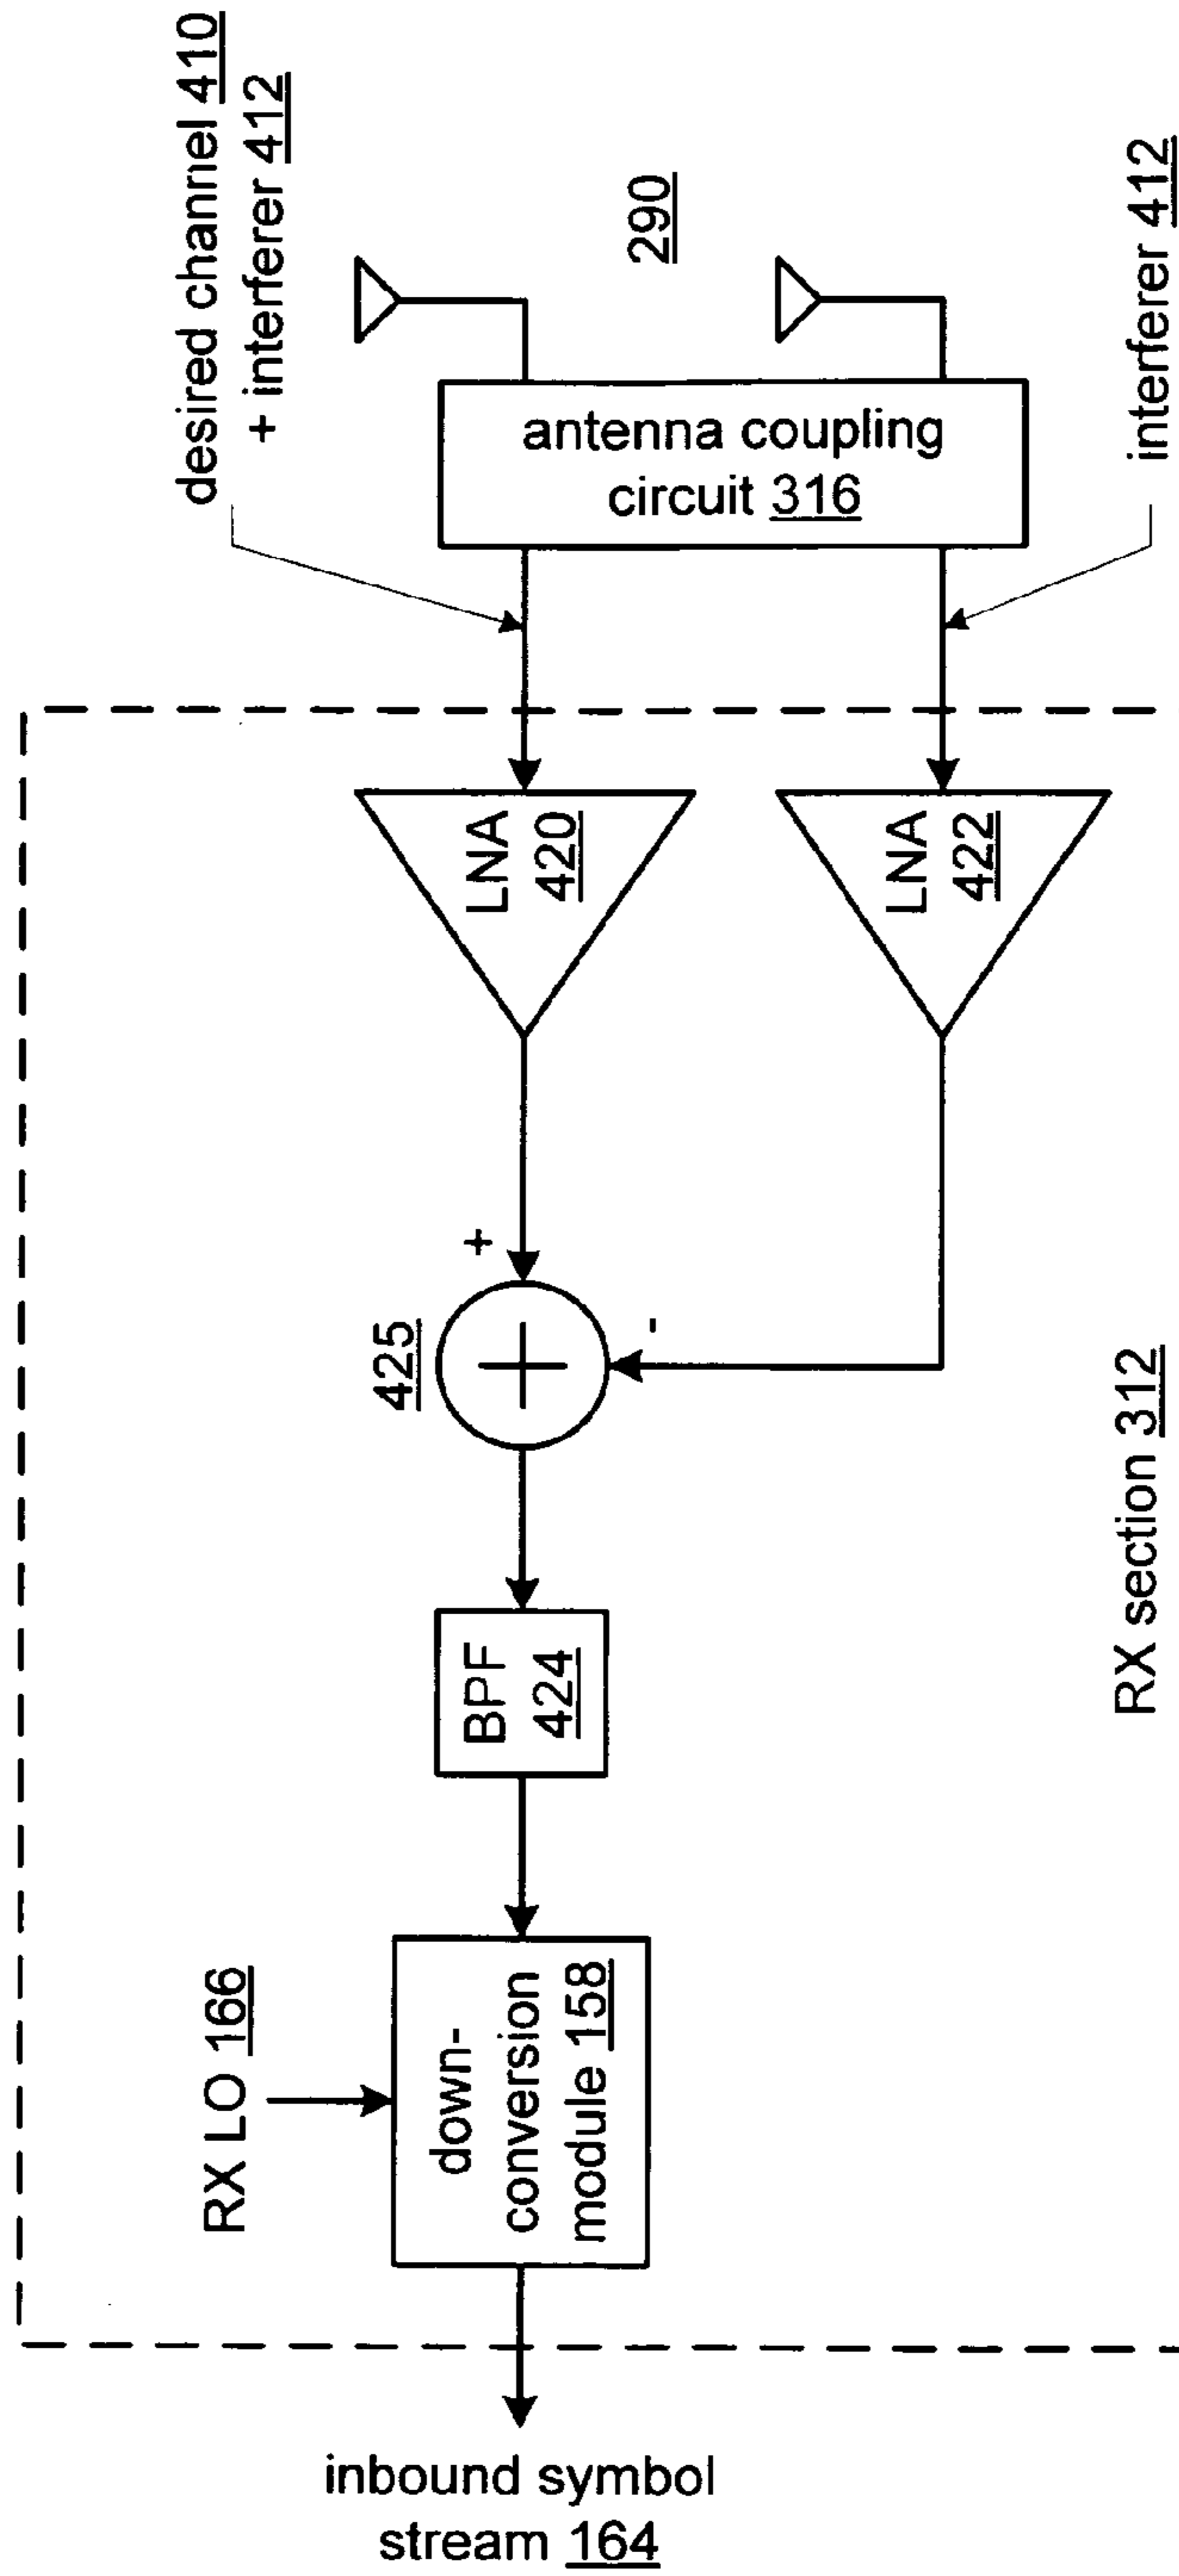 desired channel 410
+ interferer 412
290
antenna coupling
circuit 316
interferer 412
LNA
420
LNA
422
425
+
-
BPF
424
RX LO 166
down-
conversion
module 158
RX section 312
inbound symbol
stream 164